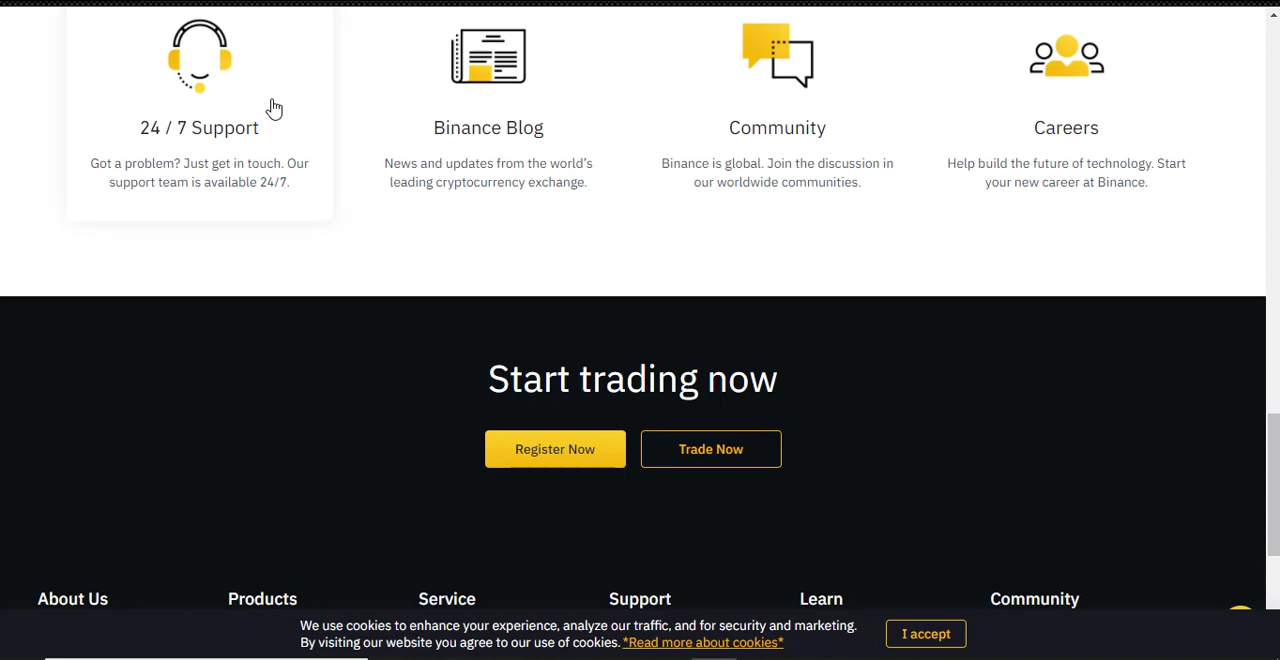 24 / 7 Support
Got a problem? Just get in touch. Our
support team is available 24/7.
Binance Blog
News and updates from the world's
leading cryptocurrency exchange.
Community
Binance is global. Join the discussion in
our worldwide communities.
Careers
Help build the future of technology. Start
your new career at Binance.
Start trading now
Register Now
Trade Now
About Us
Products
Service
Support
Learn
Community
We use cookies to enhance your experience, analyze our traffic, and for security and marketing.
By visiting our website you agree to our use of cookies. *Read more about cookies*
I accept